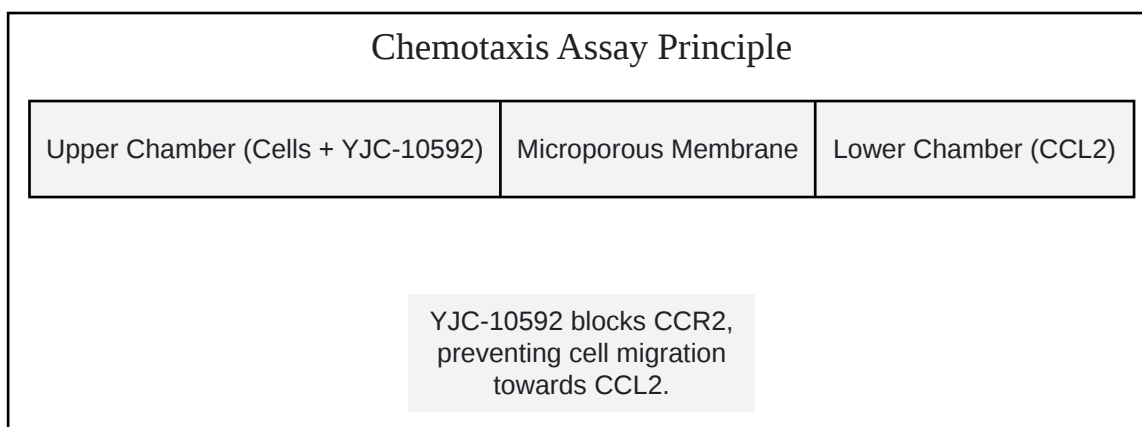 Chemotaxis Assay Principle
Upper Chamber (Cells + YJC-10592)
Microporous Membrane
Lower Chamber (CCL2)
YJC-10592 blocks CCR2,
preventing cell migration
towards CCL2.